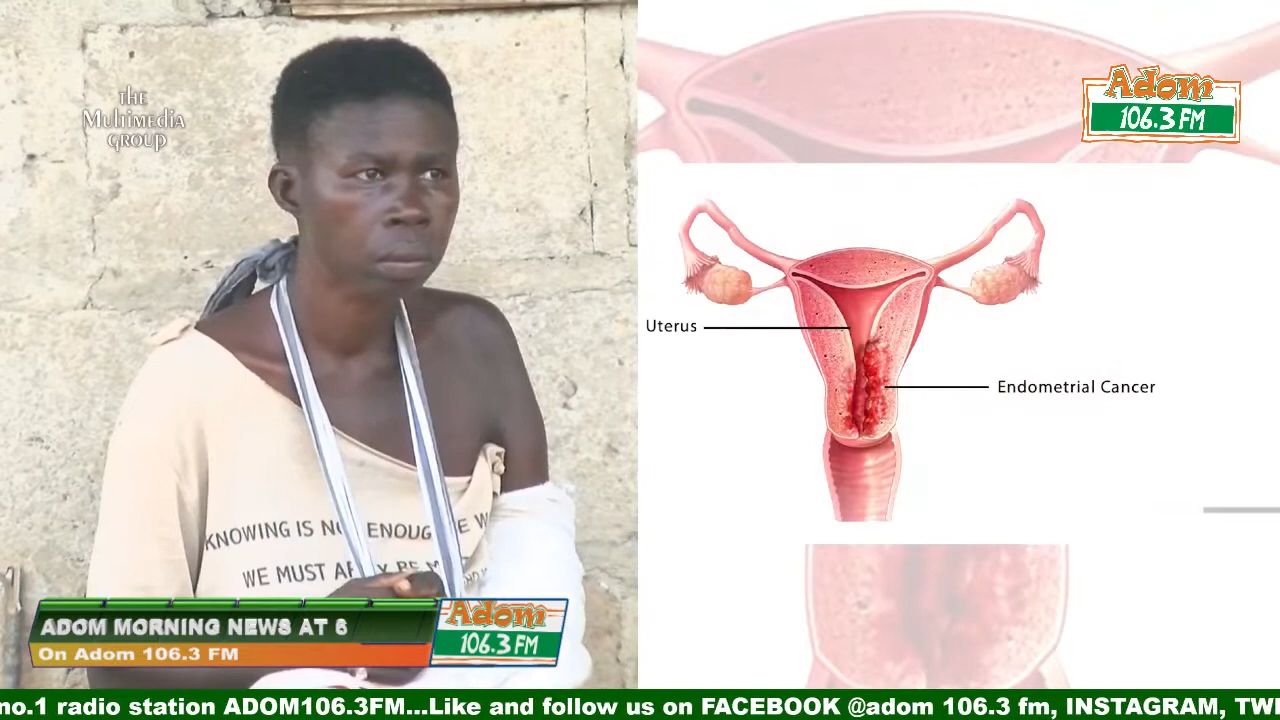 THE
Multimedia
GROUP
KNOWING IS ENOUG
WE MUST
Adom
106.3 FM
Uterus
Endometrial Cancer
ADOM MORNING NEWS AT 6
On Adom 106.3 FM
Adom
106.3 FM
no.1 radio station ADOM106.3FM...Like and follow us on FACEBOOK @adom 106.3 fm, INSTAGRAM, TWI